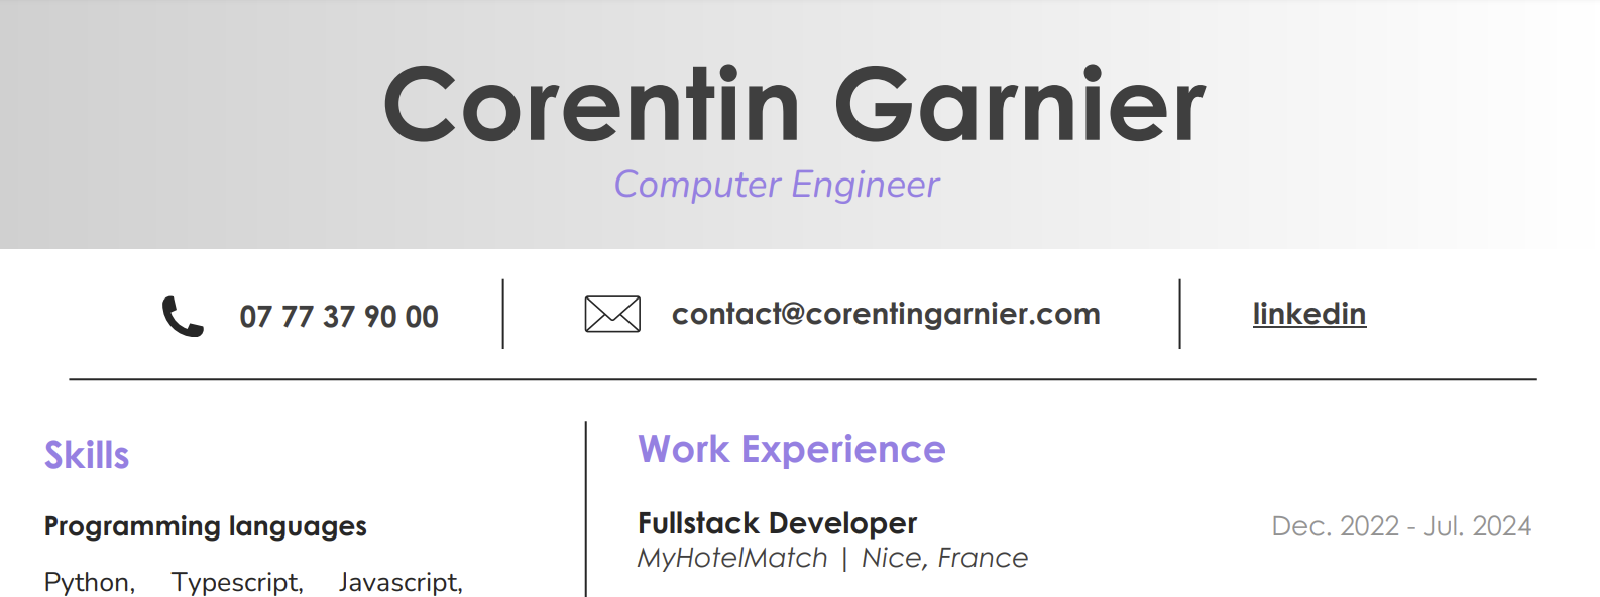 Corentin Garnier
Computer Engineer
07 77 37 90 00
contact@corentingarnier.com
linkedin
Skills
Programming languages
Python, Typescript, Javascript,
Work Experience
Fullstack Developer
Dec. 2022 - Jul. 2024
MyHotelMatch | Nice, France